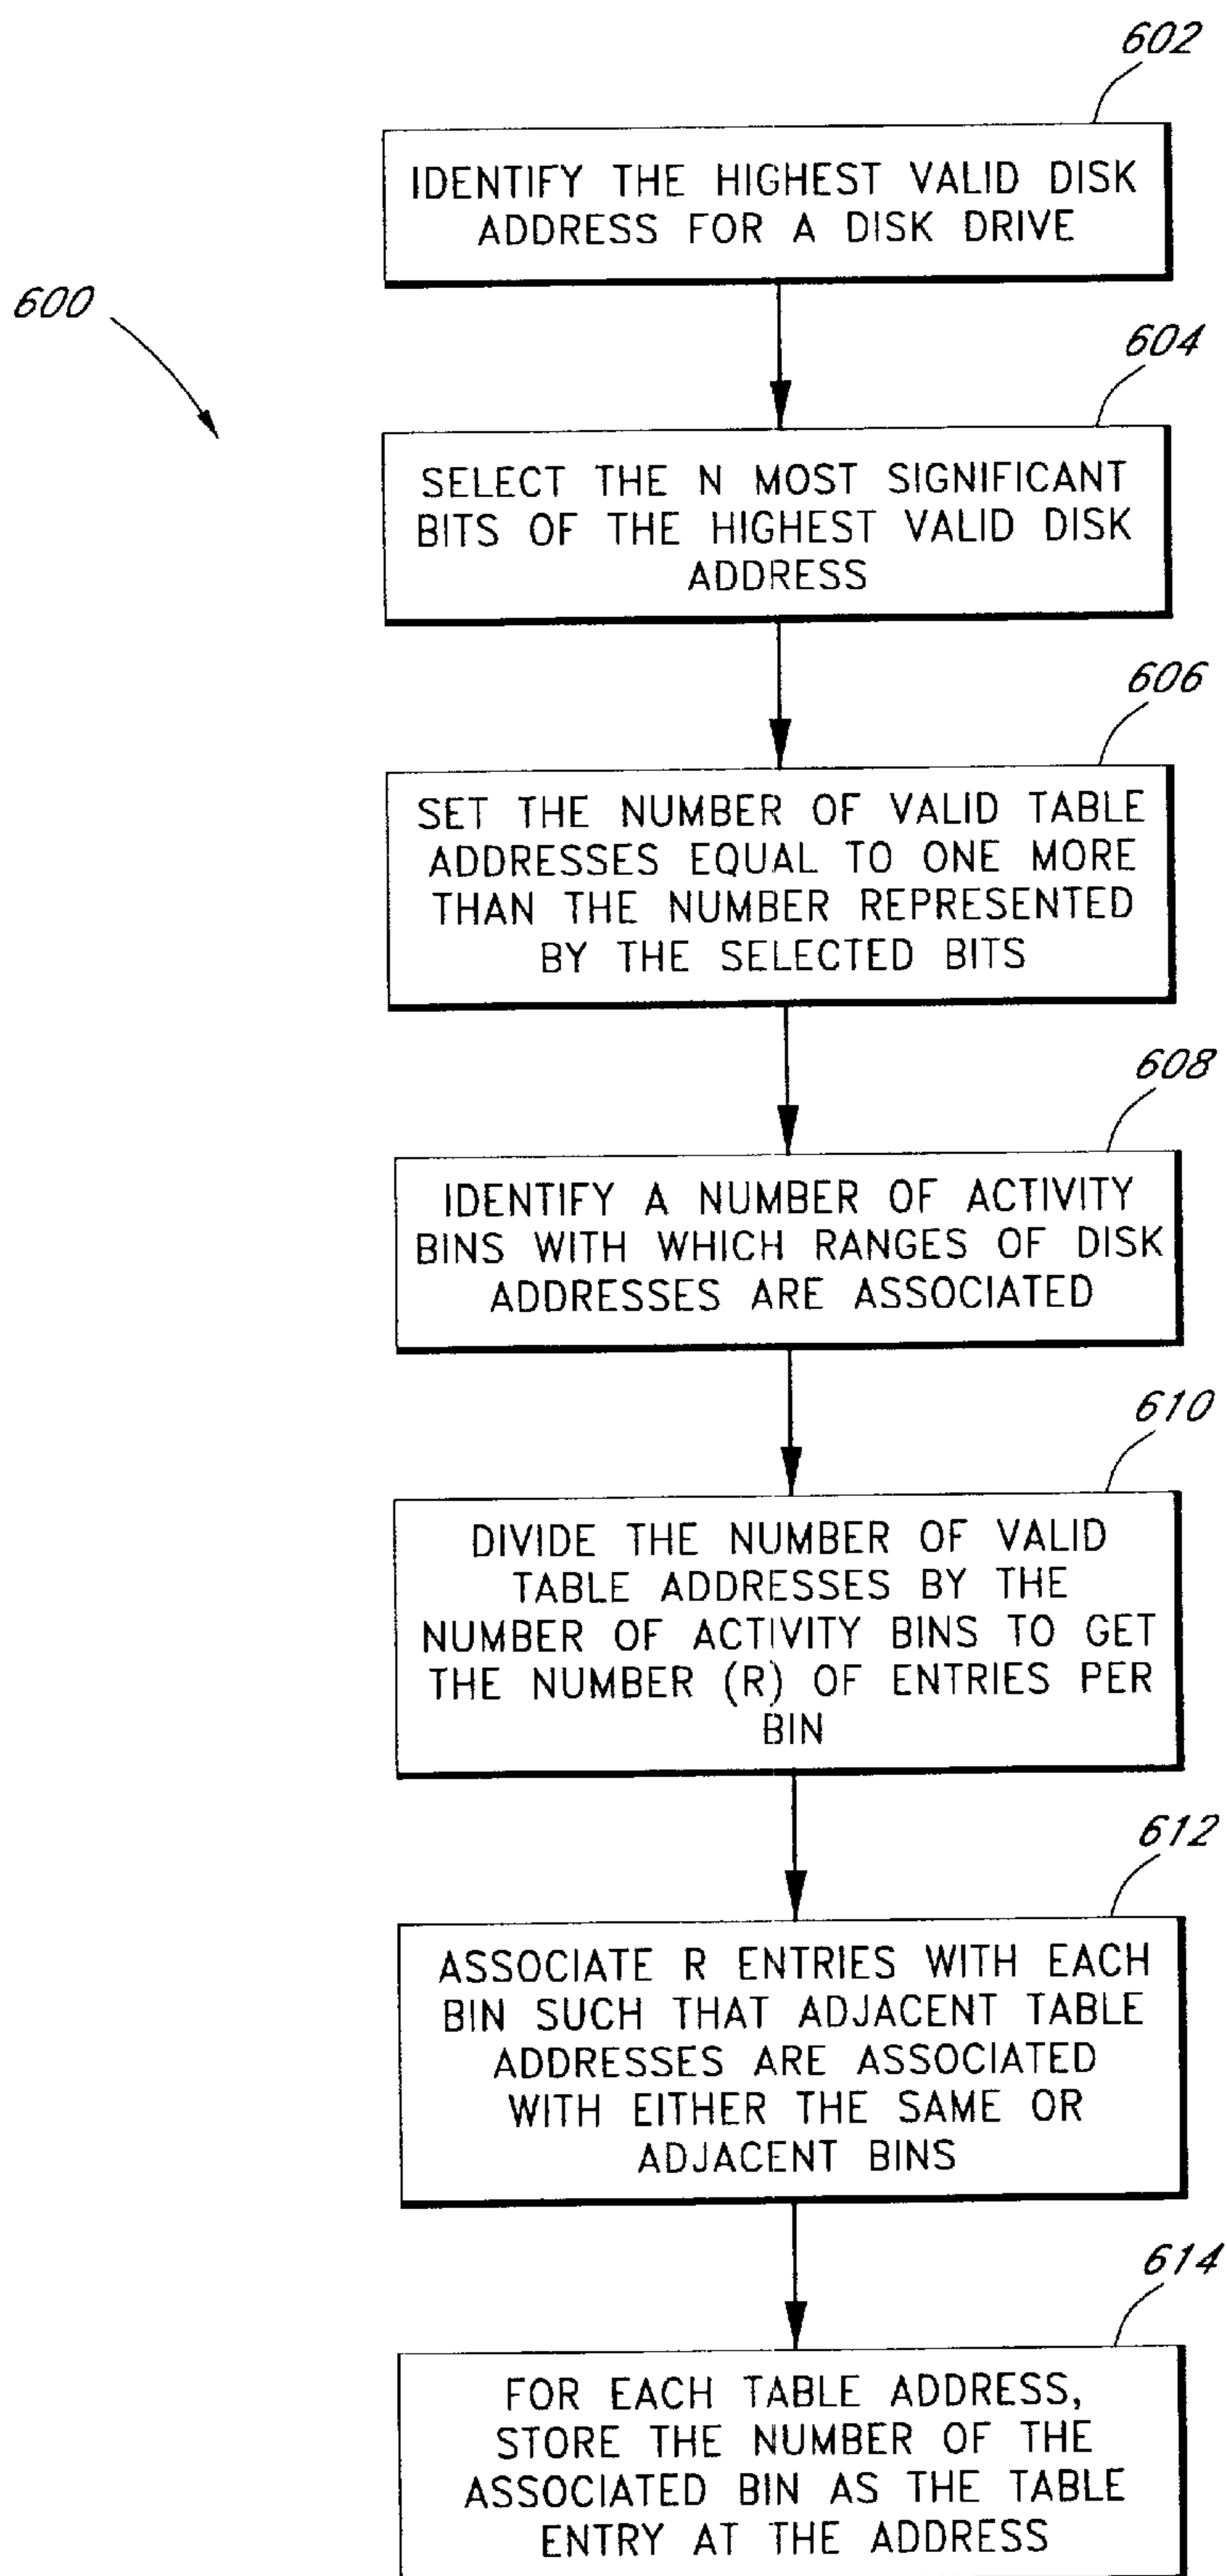 602
IDENTIFY THE HIGHEST VALID DISK
ADDRESS FOR A DISK DRIVE
600
604
SELECT THE N MOST SIGNIFICANT
BITS OF THE HIGHEST VALID DISK
ADDRESS
606
SET THE NUMBER OF VALID TABLE
ADDRESSES EQUAL TO ONE MORE
THAN THE NUMBER REPRESENTED
BY THE SELECTED BITS
608
IDENTIFY A NUMBER OF ACTIVITY
BINS WITH WHICH RANGES OF DISK
ADDRESSES ARE ASSOCIATED
610
DIVIDE THE NUMBER OF VALID
TABLE ADDRESSES BY THE
NUMBER OF ACTIVITY BINS TO GET
THE NUMBER (R) OF ENTRIES PER
BIN
612
ASSOCIATE R ENTRIES WITH EACH
BIN SUCH THAT ADJACENT TABLE
ADDRESSES ARE ASSOCIATED
WITH EITHER THE SAME OR
ADJACENT BINS
614
FOR EACH TABLE ADDRESS,
STORE THE NUMBER OF THE
ASSOCIATED BIN AS THE TABLE
ENTRY AT THE ADDRESS